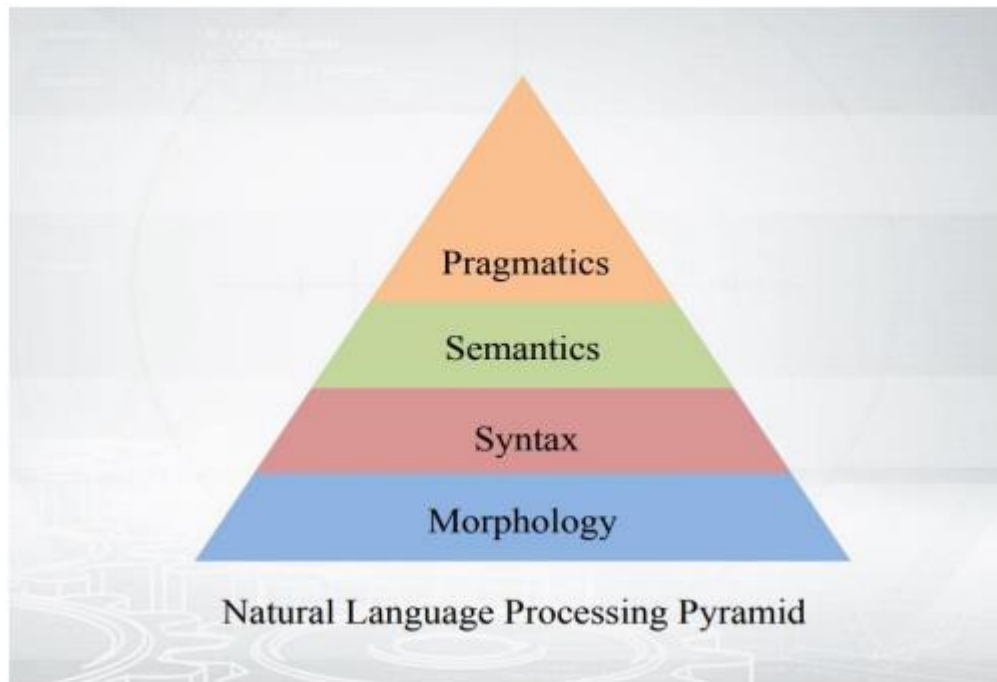 Pragmatics
Semantics
Syntax
Morphology
Natural Language Processing Pyramid